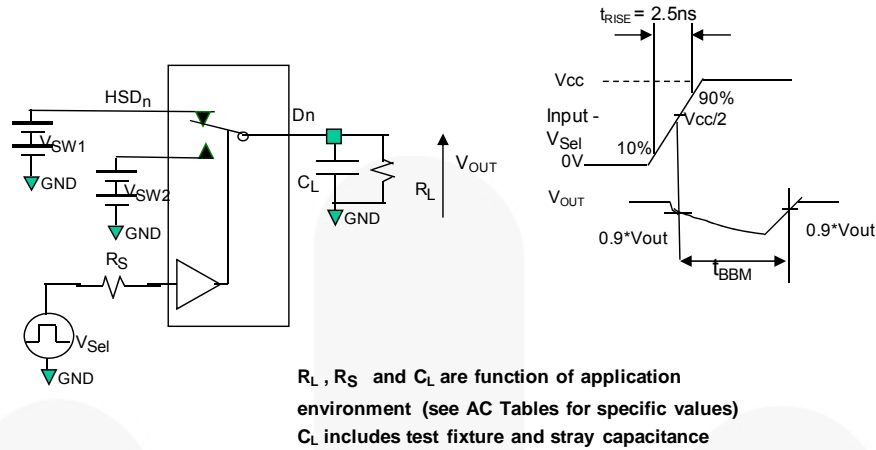 tRISE = 2.5ns
HSDn
Dn
VSW1
GND
VSW2
GND
CL
RL
VOUT
GND
RS
VSel
GND
Vcc
90%
Input -
VSel
Vcc/2
10%
0V
VOUT
0.9*Vout
0.9*Vout
tBBM
RL , RS and CL are function of application
environment (see AC Tables for specific values)
CL includes test fixture and stray capacitance